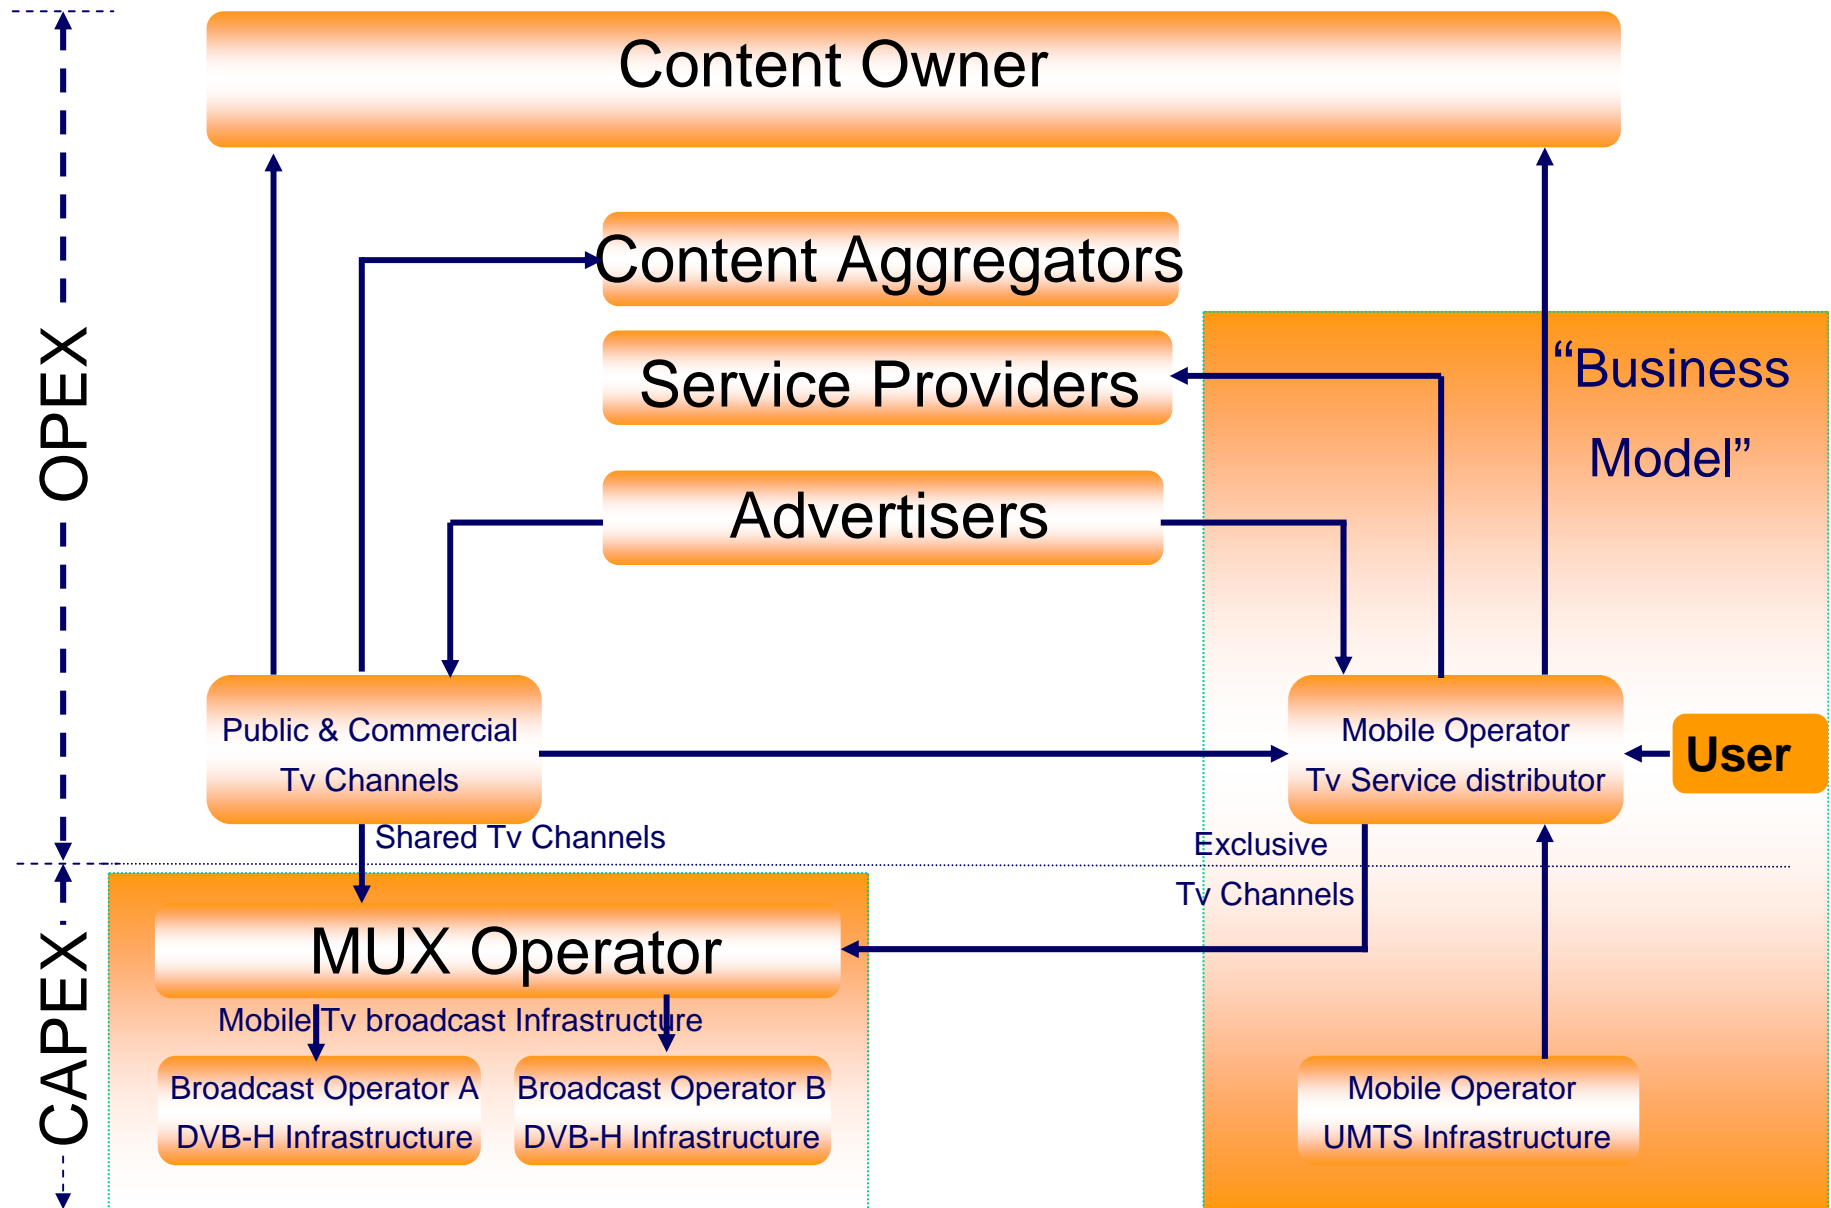 Content Owner
Content Aggregators
Service Providers
“Business
Model”
Advertisers
OPEX
Public & Commercial
Tv Channels
Mobile Operator
Tv Service distributor
User
Shared Tv Channels
Exclusive
Tv Channels
CAPEX
MUX Operator
Mobile Tv broadcast Infrastructure
Broadcast Operator A
DVB-H Infrastructure
Broadcast Operator B
DVB-H Infrastructure
Mobile Operator
UMTS Infrastructure